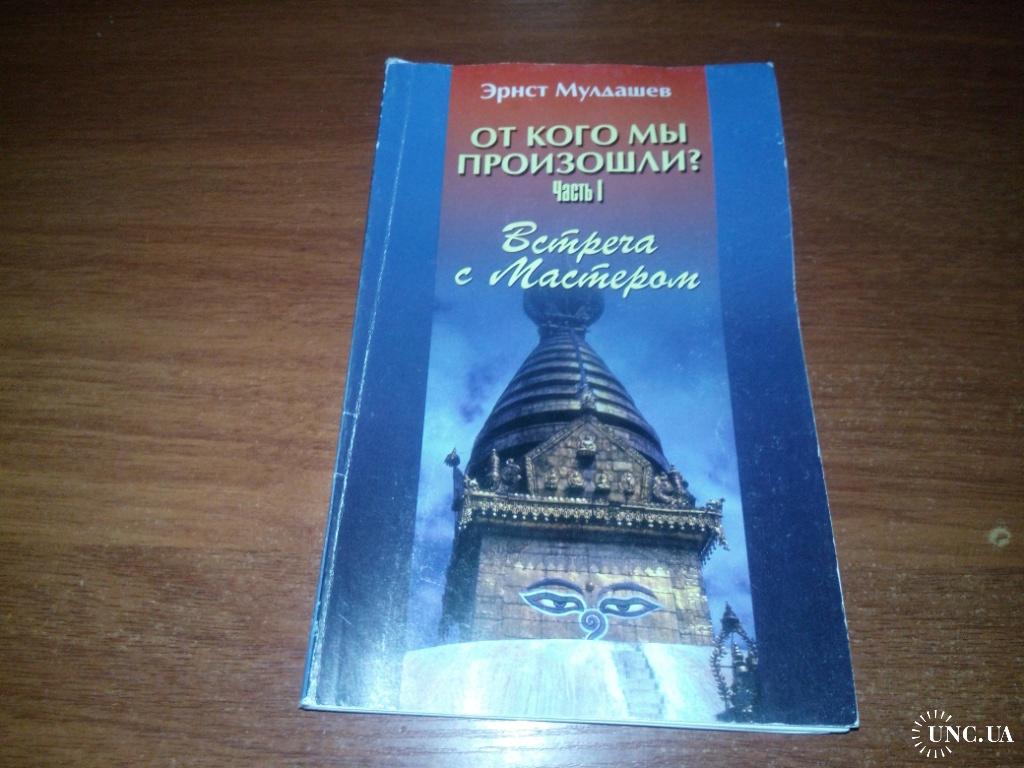 Эрнст Мулдашев
ОТ КОГО МЫ
ПРОИЗОШЛИ?
Часть I
Встреча
с Мастером
UNC.UA